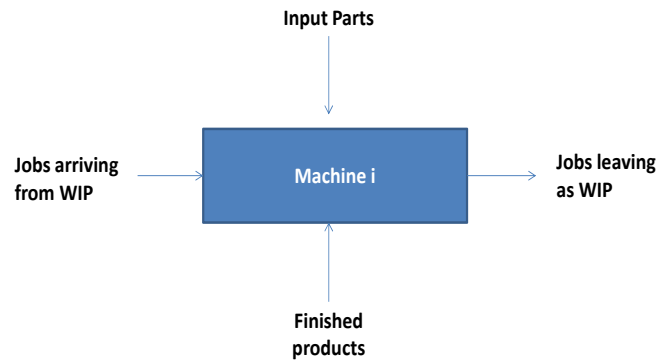 Input Parts
Jobs arriving
from WIP
Machine i
Jobs leaving
as WIP
Finished
products